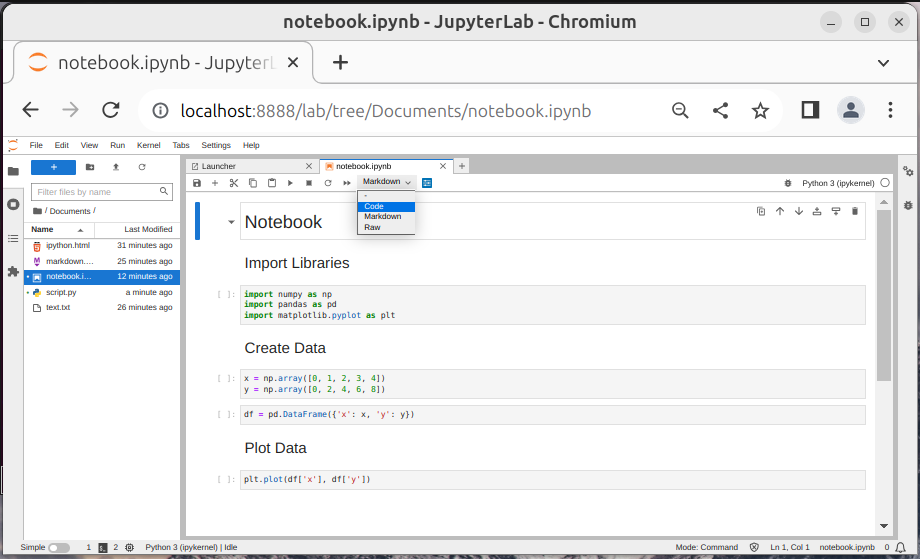 notebook.ipynb - JupyterLab - Chromium
notebook.ipynb - JupyterL
localhost:8888/lab/tree/Documents/notebook.ipynb
File Edit View Run Kernel Tabs Settings Help
Launcher notebook.ipynb
Markdown Python 3 (ipykernel)
Filter files by name
/ Documents /
Name Last Modified
ipython.html 31 minutes ago
markdown.... 25 minutes ago
notebook.i... 12 minutes ago
script.py a minute ago
text.txt 26 minutes ago
-
Code
Markdown
Raw
Notebook
Import Libraries
[ ]: import numpy as np
import pandas as pd
import matplotlib.pyplot as plt
Create Data
[ ]: x = np.array([0, 1, 2, 3, 4])
y = np.array([0, 2, 4, 6, 8])
[ ]: df = pd.DataFrame({'x': x, 'y': y})
Plot Data
[ ]: plt.plot(df['x'], df['y'])
Simple 1 2 Python 3 (ipykernel) | Idle Mode: Command Ln 1, Col 1 notebook.ipynb 0